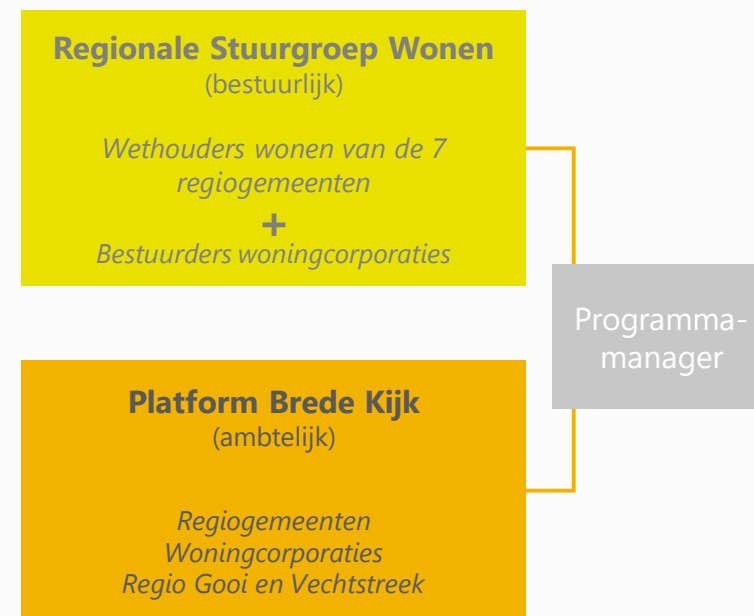 Regionale Stuurgroep Wonen
(bestuurlijk)
Wethouders wonen van de 7
regiogemeenten
+
Bestuurders woningcorporaties
Programma-
manager
Platform Brede Kijk
(ambtelijk)
Regiogemeenten
Woningcorporaties
Regio Gooi en Vechtstreek